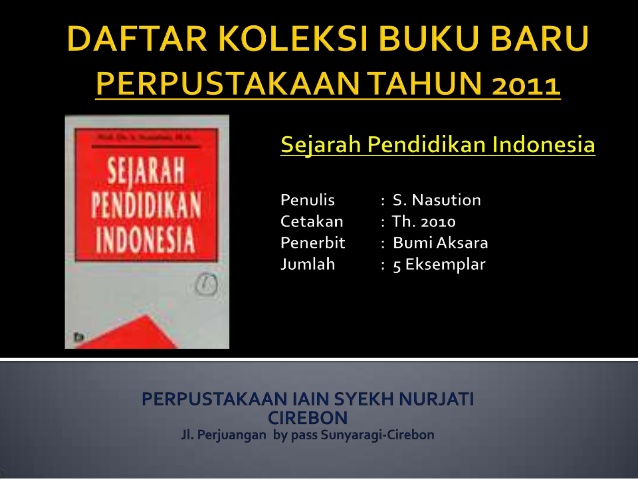 DAFTAR KOLEKSI BUKU BARU
PERPUSTAKAAN TAHUN 2011
Prof. Dr. S. Nasution, M.A.
SEJARAH
PENDIDIKAN
INDONESIA
1
Sejarah Pendidikan Indonesia
Penulis : S. Nasution
Cetakan : Th. 2010
Penerbit : Bumi Aksara
Jumlah : 5 Eksemplar
PERPUSTAKAAN IAIN SYEKH NURJATI
CIREBON
Jl. Perjuangan by pass Sunyaragi-Cirebon